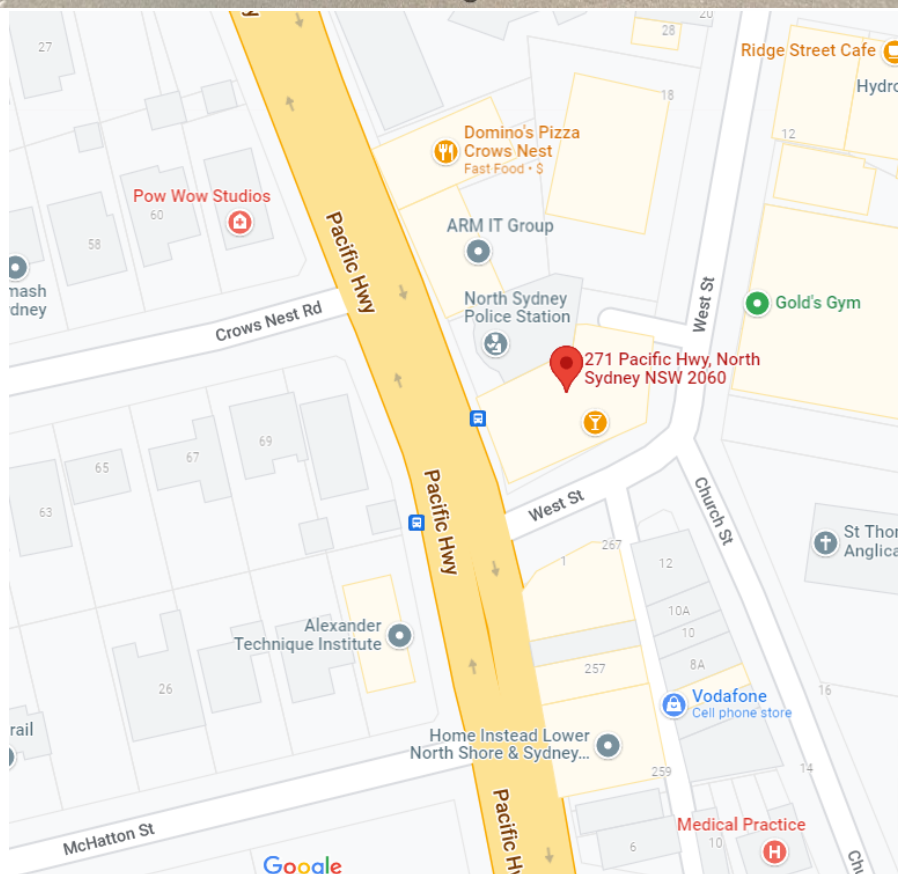 20
28
27
Ridge Street Cafe
Hydro
18
Domino's Pizza
Crows Nest
Fast Food • $
12
Pow Wow Studios
60
58
ARM IT Group
Pacific Hwy
mash
dney
North Sydney
Police Station
West St
Gold's Gym
Crows Nest Rd
271 Pacific Hwy, North
Sydney NSW 2060
69
67
65
63
Pacific Hwy
West St
Church St
St Thor
Anglica
267
1
12
10A
10
8A
Alexander
Technique Institute
257
26
16
Vodafone
Cell phone store
rail
Home Instead Lower
North Shore & Sydney...
259
14
McHatton St
Pacific Hw
Medical Practice
6
10
H
Google
Chu